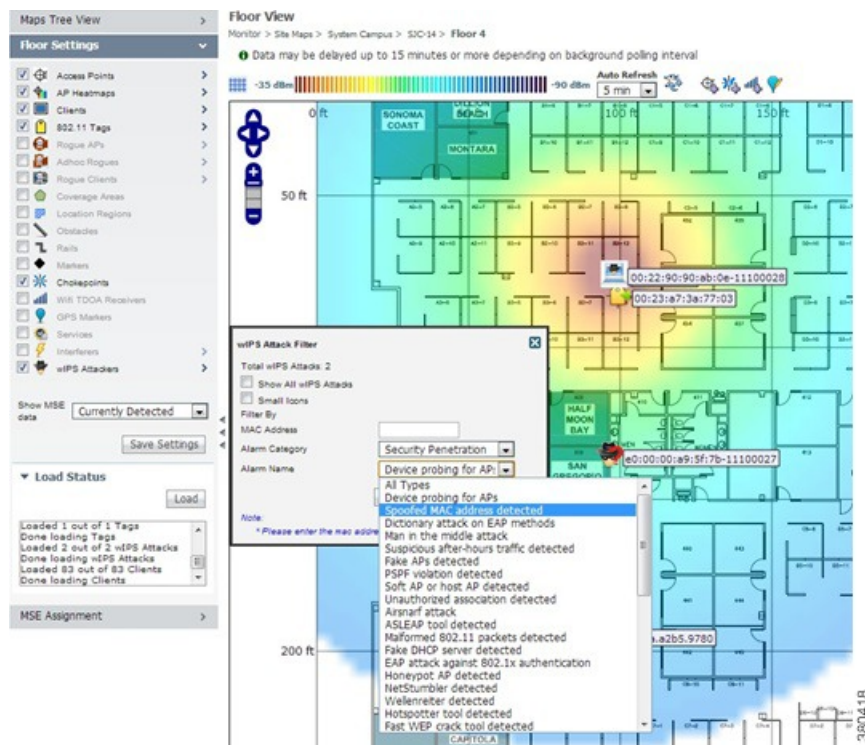 Maps Tree View
Floor Settings
Access Points
AP Heatmaps
Clients
802.11 Tags
Rogue APs
Adhoc Rogues
Rogue Clients
Coverage Areas
Location Regions
Obstacles
Rails
Markers
Chokepoints
Wifi TDOA Receivers
GPS Markers
Services
Interferers
wIPS Attackers
Show MSE data
Currently Detected
Save Settings
Load Status
Load
Loaded 1 out of 1 Tags
Done loading Tags
Loaded 2 out of 2 wIPS Attacks
Done loading wIPS Attacks
Loaded 83 out of 83 Clients
Done loading Clients
MSE Assignment
Floor View
Monitor > Site Maps > System Campus > SJC-14 > Floor 4
Data may be delayed up to 15 minutes or more depending on background polling interval
-35 dBm
-90 dBm
Auto Refresh
5 min
0 ft
100 ft
150 ft
50 ft
200 ft
SONOMA COAST
BEACH
MONTARA
00:22:90:90:ab:0e-11100028
00:23:a7:3a:77:03
HALF MOON BAY
SAN GREGORIO
e0:00:00:a9:5f:7b-11100027
a.a2b5.9780
CAPITOLA
wIPS Attack Filter
Total wIPS Attacks: 2
Show All wIPS Attacks
Small Icons
Filter By
MAC Address
Alarm Category
Security Penetration
Alarm Name
Device probing for APs
Note:
* Please enter the mac addre
All Types
Device probing for APs
Spoofed MAC address detected
Dictionary attack on EAP methods
Man in the middle attack
Suspicious after-hours traffic detected
Fake APs detected
PSPF violation detected
Soft AP or host AP detected
Unauthorized association detected
Airsnarf attack
ASLEAP tool detected
Malformed 802.11 packets detected
Fake DHCP server detected
EAP attack against 802.1x authentication
Honeypot AP detected
NetStumbler detected
Wellenreiter detected
Hotspotter tool detected
Fast WEP crack tool detected
280418